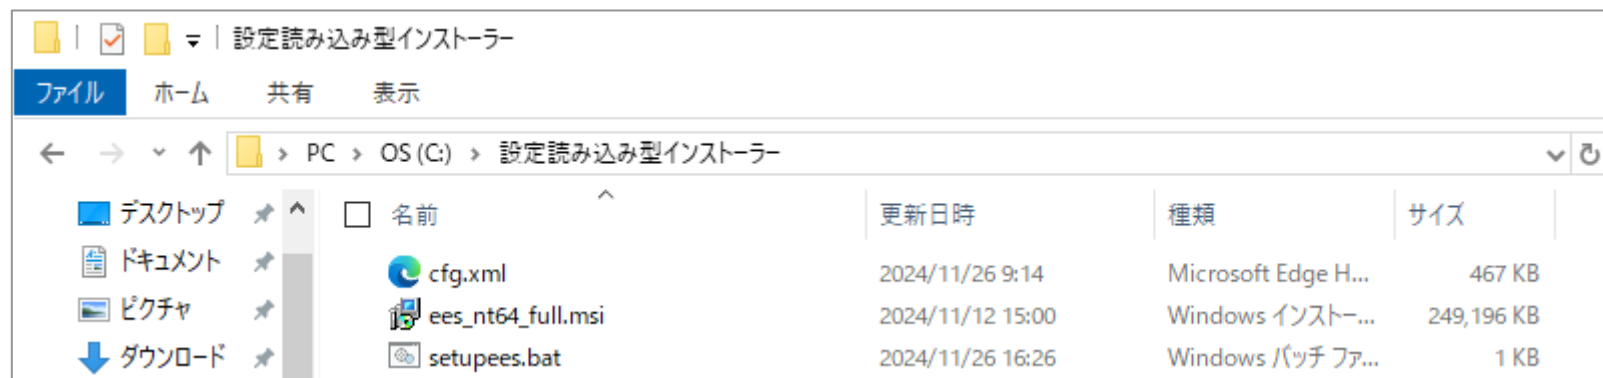 設定読み込み型インストーラー
ファイル ホーム 共有 表示
PC > OS (C:) > 設定読み込み型インストーラー
デスクトップ 名前 更新日時 種類 サイズ
ドキュメント cfg.xml 2024/11/26 9:14 Microsoft Edge H... 467 KB
ピクチャ ees_nt64_full.msi 2024/11/12 15:00 Windows インストー... 249,196 KB
ダウンロード setupees.bat 2024/11/26 16:26 Windows バッチ ファ... 1 KB